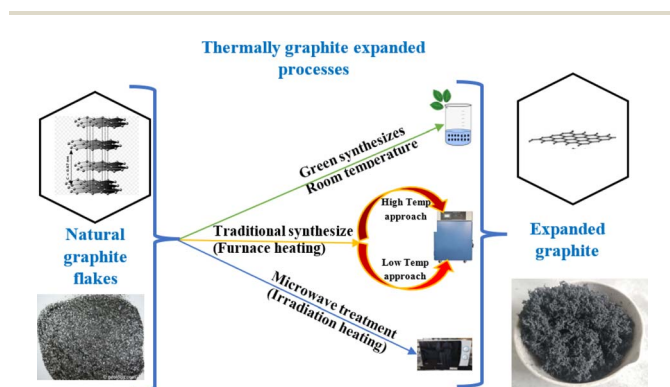 Thermally graphite expanded
processes
Natural
graphite
flakes
Green synthesizes
Room temperature
Traditional synthesize
(Furnace heating)
High Temp
approach
Low Temp
approach
Microwave treatment
(Irradiation heating)
Expanded
graphite